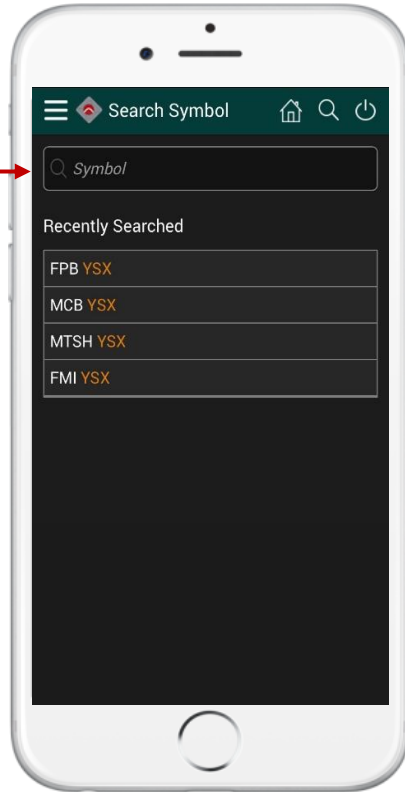 Search Symbol
Symbol
Recently Searched
FPB YSX
MCB YSX
MTSH YSX
FMI YSX